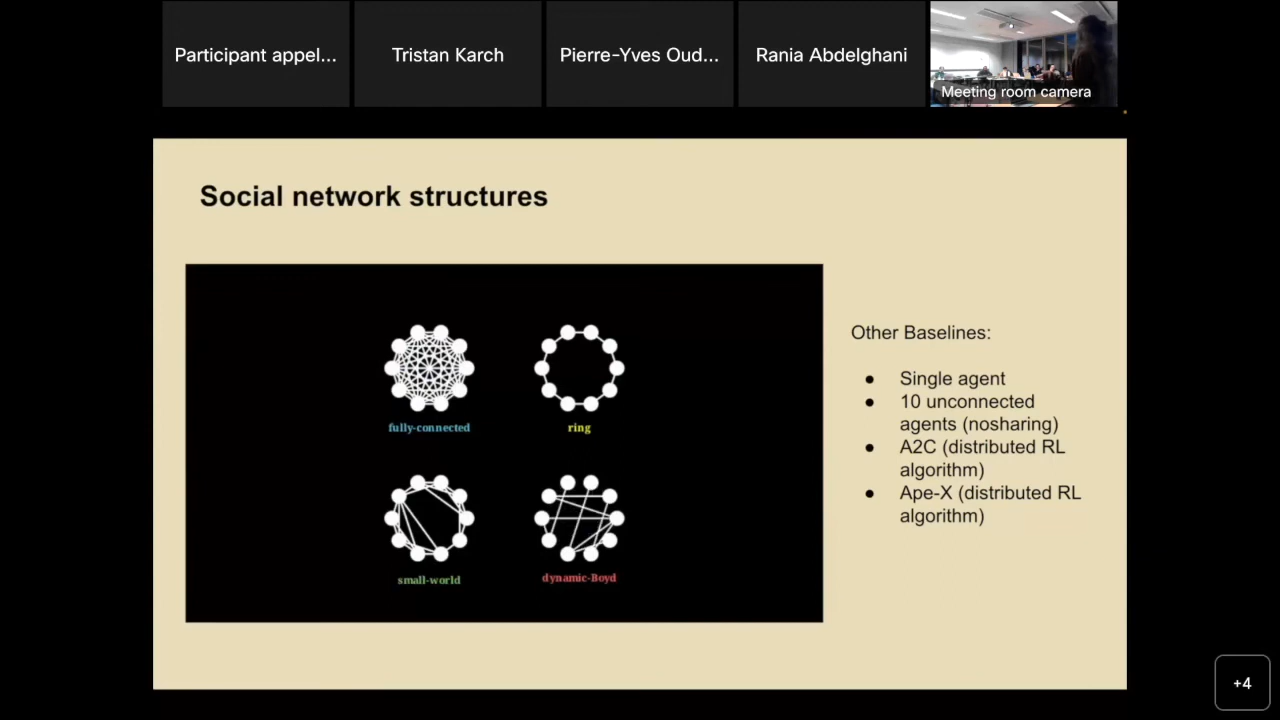 Participant appel...
Tristan Karch
Pierre-Yves Oud...
Rania Abdelghani
Meeting room camera
Social network structures
fully-connected
ring
small-world
dynamic-Boyd
Other Baselines:
● Single agent
● 10 unconnected
agents (nosharing)
● A2C (distributed RL
algorithm)
● Ape-X (distributed RL
algorithm)
+4